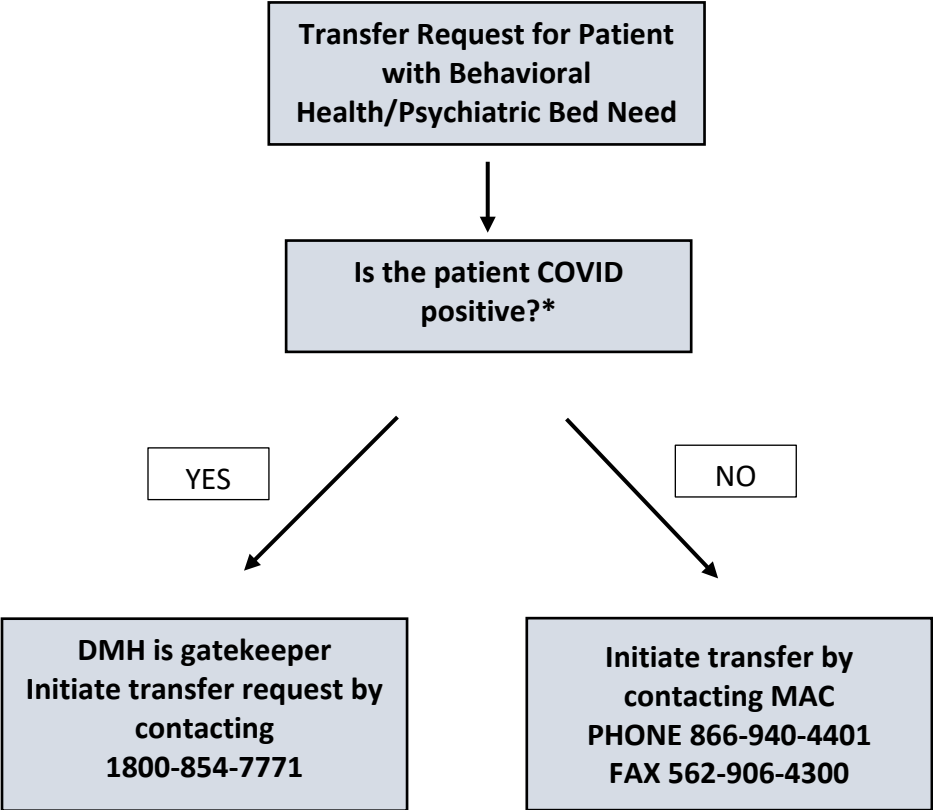 Transfer Request for Patient
with Behavioral
Health/Psychiatric Bed Need
Is the patient COVID
positive?*
YES
NO
DMH is gatekeeper
Initiate transfer request by
contacting
1800-854-7771
Initiate transfer by
contacting MAC
PHONE 866-940-4401
FAX 562-906-4300